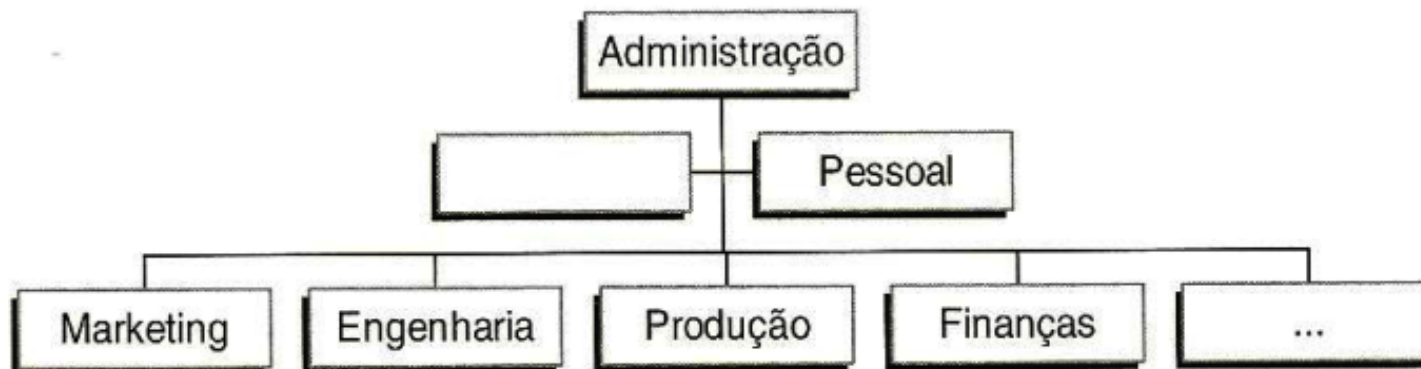 Administração
Pessoal
Marketing
Engenharia
Produção
Finanças
...